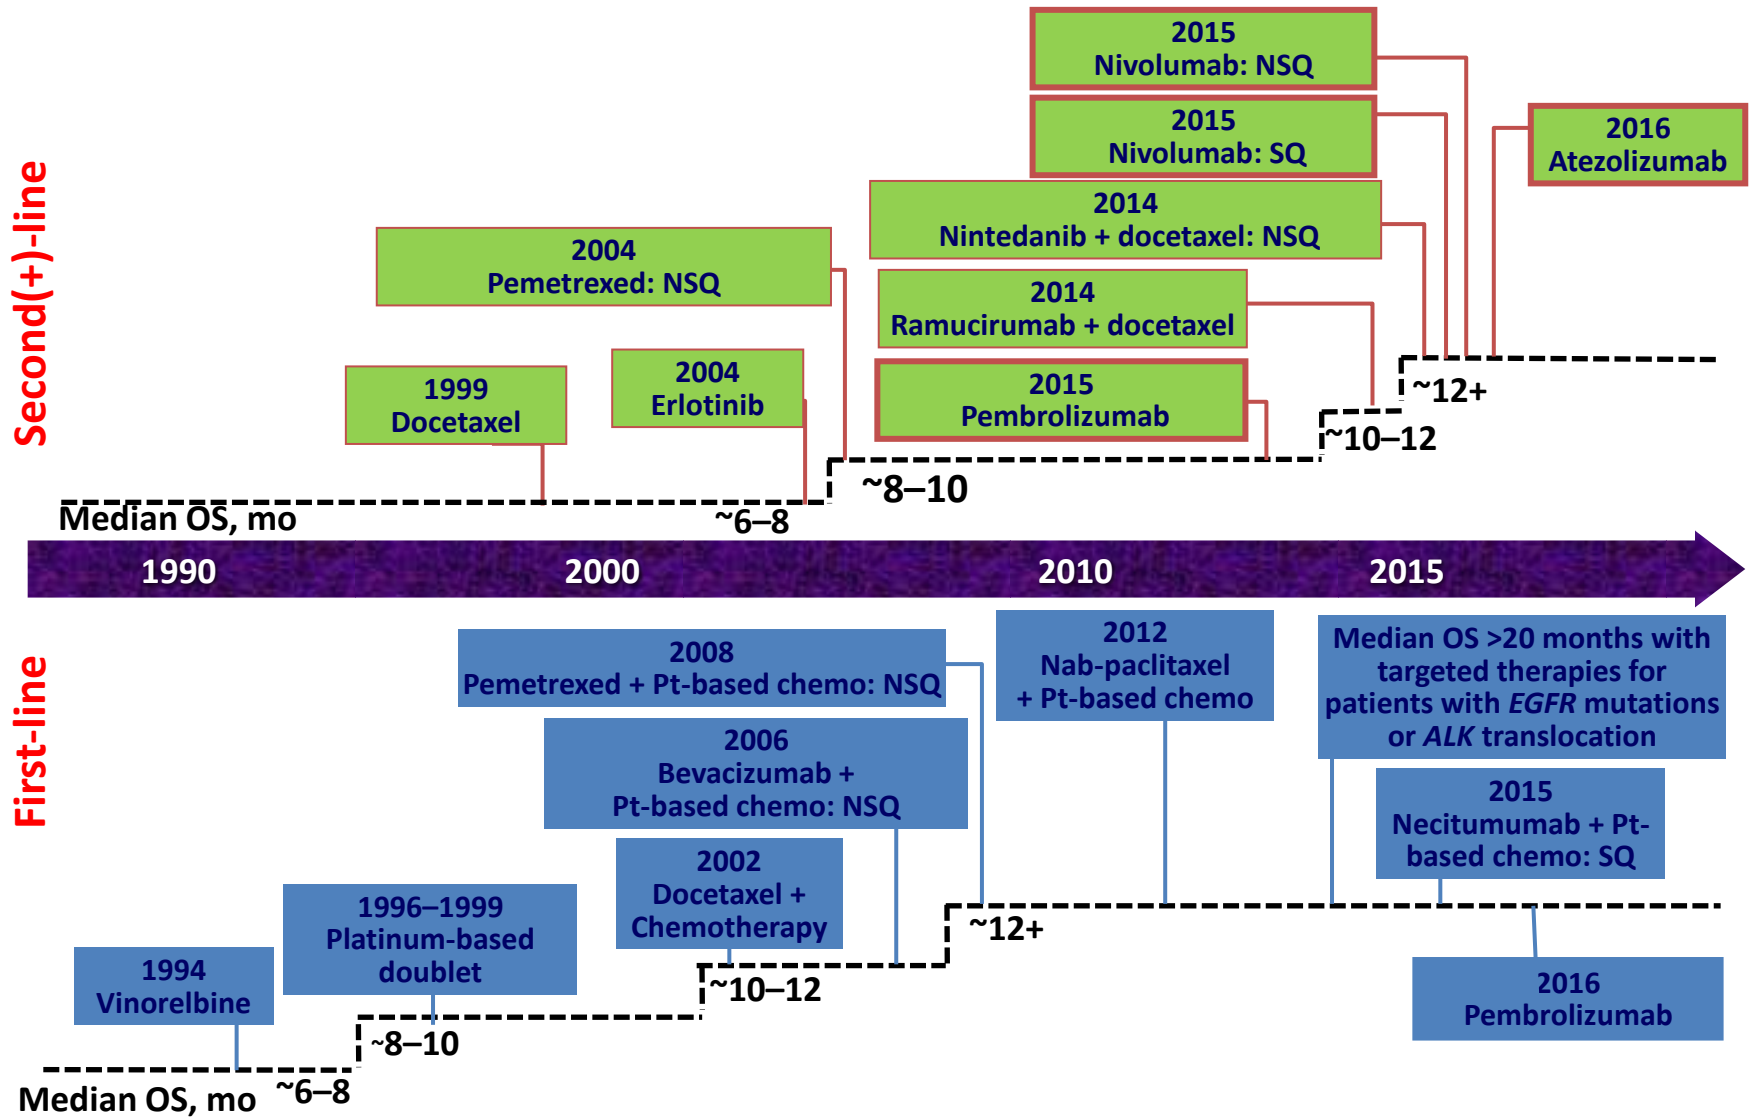 Second(+)-line
2015
Nivolumab: NSQ
2015
Nivolumab: SQ
2016
Atezolizumab
2014
Nintedanib + docetaxel: NSQ
2004
Pemetrexed: NSQ
2014
Ramucirumab + docetaxel
2004
Erlotinib
1999
Docetaxel
2015
Pembrolizumab
~12+
~10–12
~8–10
~6–8
Median OS, mo
1990
2000
2010
2015
First-line
2008
Pemetrexed + Pt-based chemo: NSQ
2012
Nab-paclitaxel
+ Pt-based chemo
Median OS >20 months with
targeted therapies for
patients with EGFR mutations
or ALK translocation
2006
Bevacizumab +
Pt-based chemo: NSQ
2015
Necitumumab + Pt-
based chemo: SQ
2002
Docetaxel +
Chemotherapy
1996–1999
Platinum-based
doublet
1994
Vinorelbine
~12+
~10–12
2016
Pembrolizumab
~8–10
~6–8
Median OS, mo